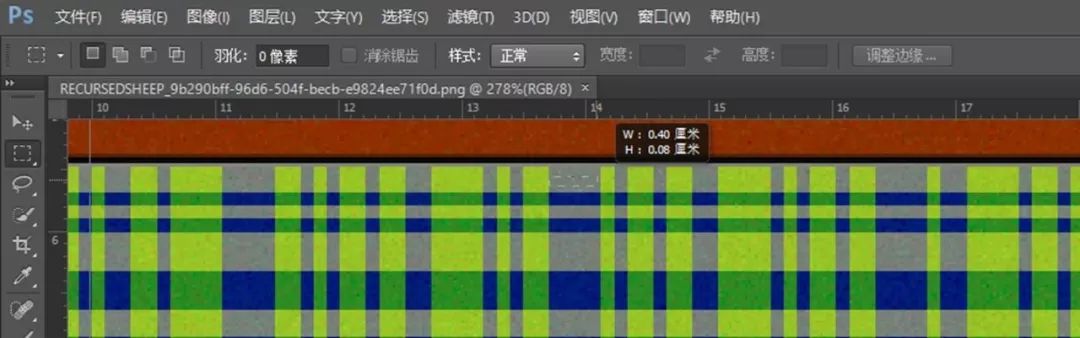 Ps 文件(F) 编辑(E) 图像(I) 图层(L) 文字(Y) 选择(S) 滤镜(T) 3D(D) 视图(V) 窗口(W) 帮助(H)
羽化: 0 像素 消除锯齿 样式: 正常 宽度: 高度: 调整边缘...
RECURSEDSHEEP_9b290bff-96d6-504f-becb-e9824ee71f0d.png @ 278%(RGB/8) ×
10 11 12 13 14 15 16 17
W : 0.40 厘米
H : 0.08 厘米
6